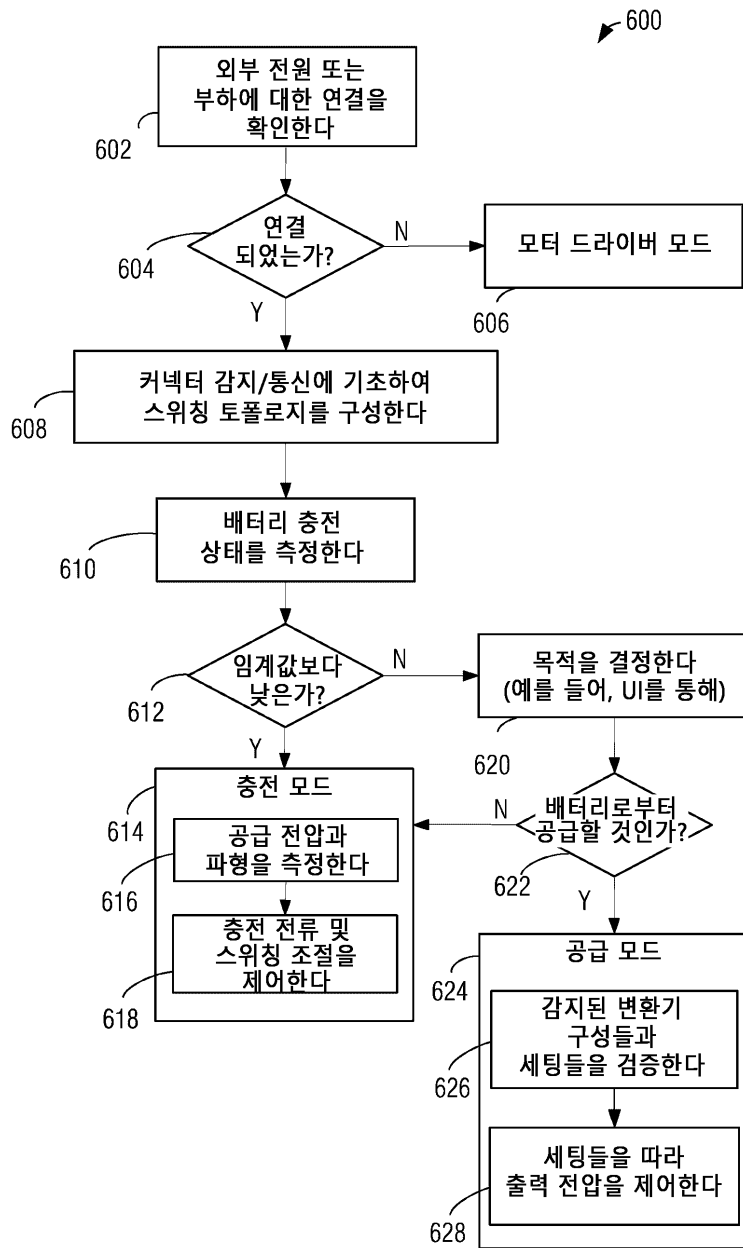 600
외부 전원 또는
부하에 대한 연결을
확인한다
602
연결
되었는가?
604
N
모터 드라이버 모드
606
Y
커넥터 감지/통신에 기초하여
스위칭 토폴로지를 구성한다
608
배터리 충전
상태를 측정한다
610
임계값보다
낮은가?
612
N
목적을 결정한다
(예를 들어, UI를 통해)
620
Y
충전 모드
614
공급 전압과
파형을 측정한다
616
충전 전류 및
스위칭 조절을
제어한다
618
배터리로부터
공급할 것인가?
622
N
Y
공급 모드
624
감지된 변환기
구성들과
세팅들을 검증한다
626
세팅들을 따라
출력 전압을 제어한다
628